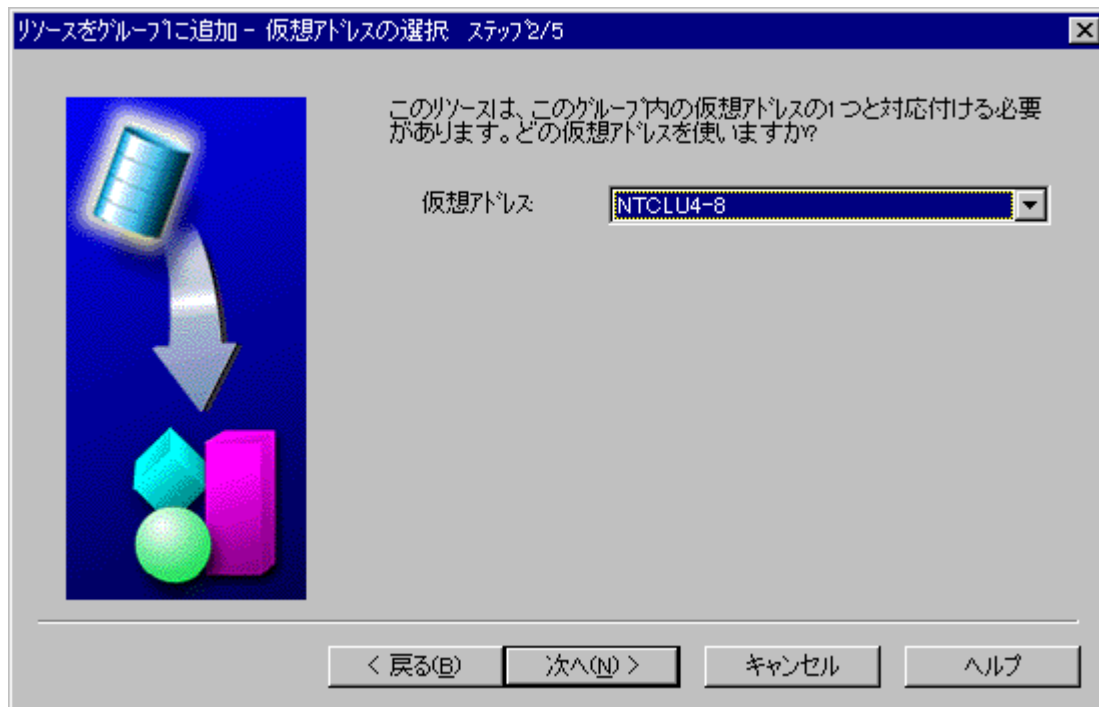 リソースをグループに追加 - 仮想アドレスの選択 ステップ2/5
このリソースは、このグループ内の仮想アドレスの1つと対応付ける必要
があります。どの仮想アドレスを使いますか?
仮想アドレス: NTCLU4-8
< 戻る(B) 次へ(N) > キャンセル ヘルプ